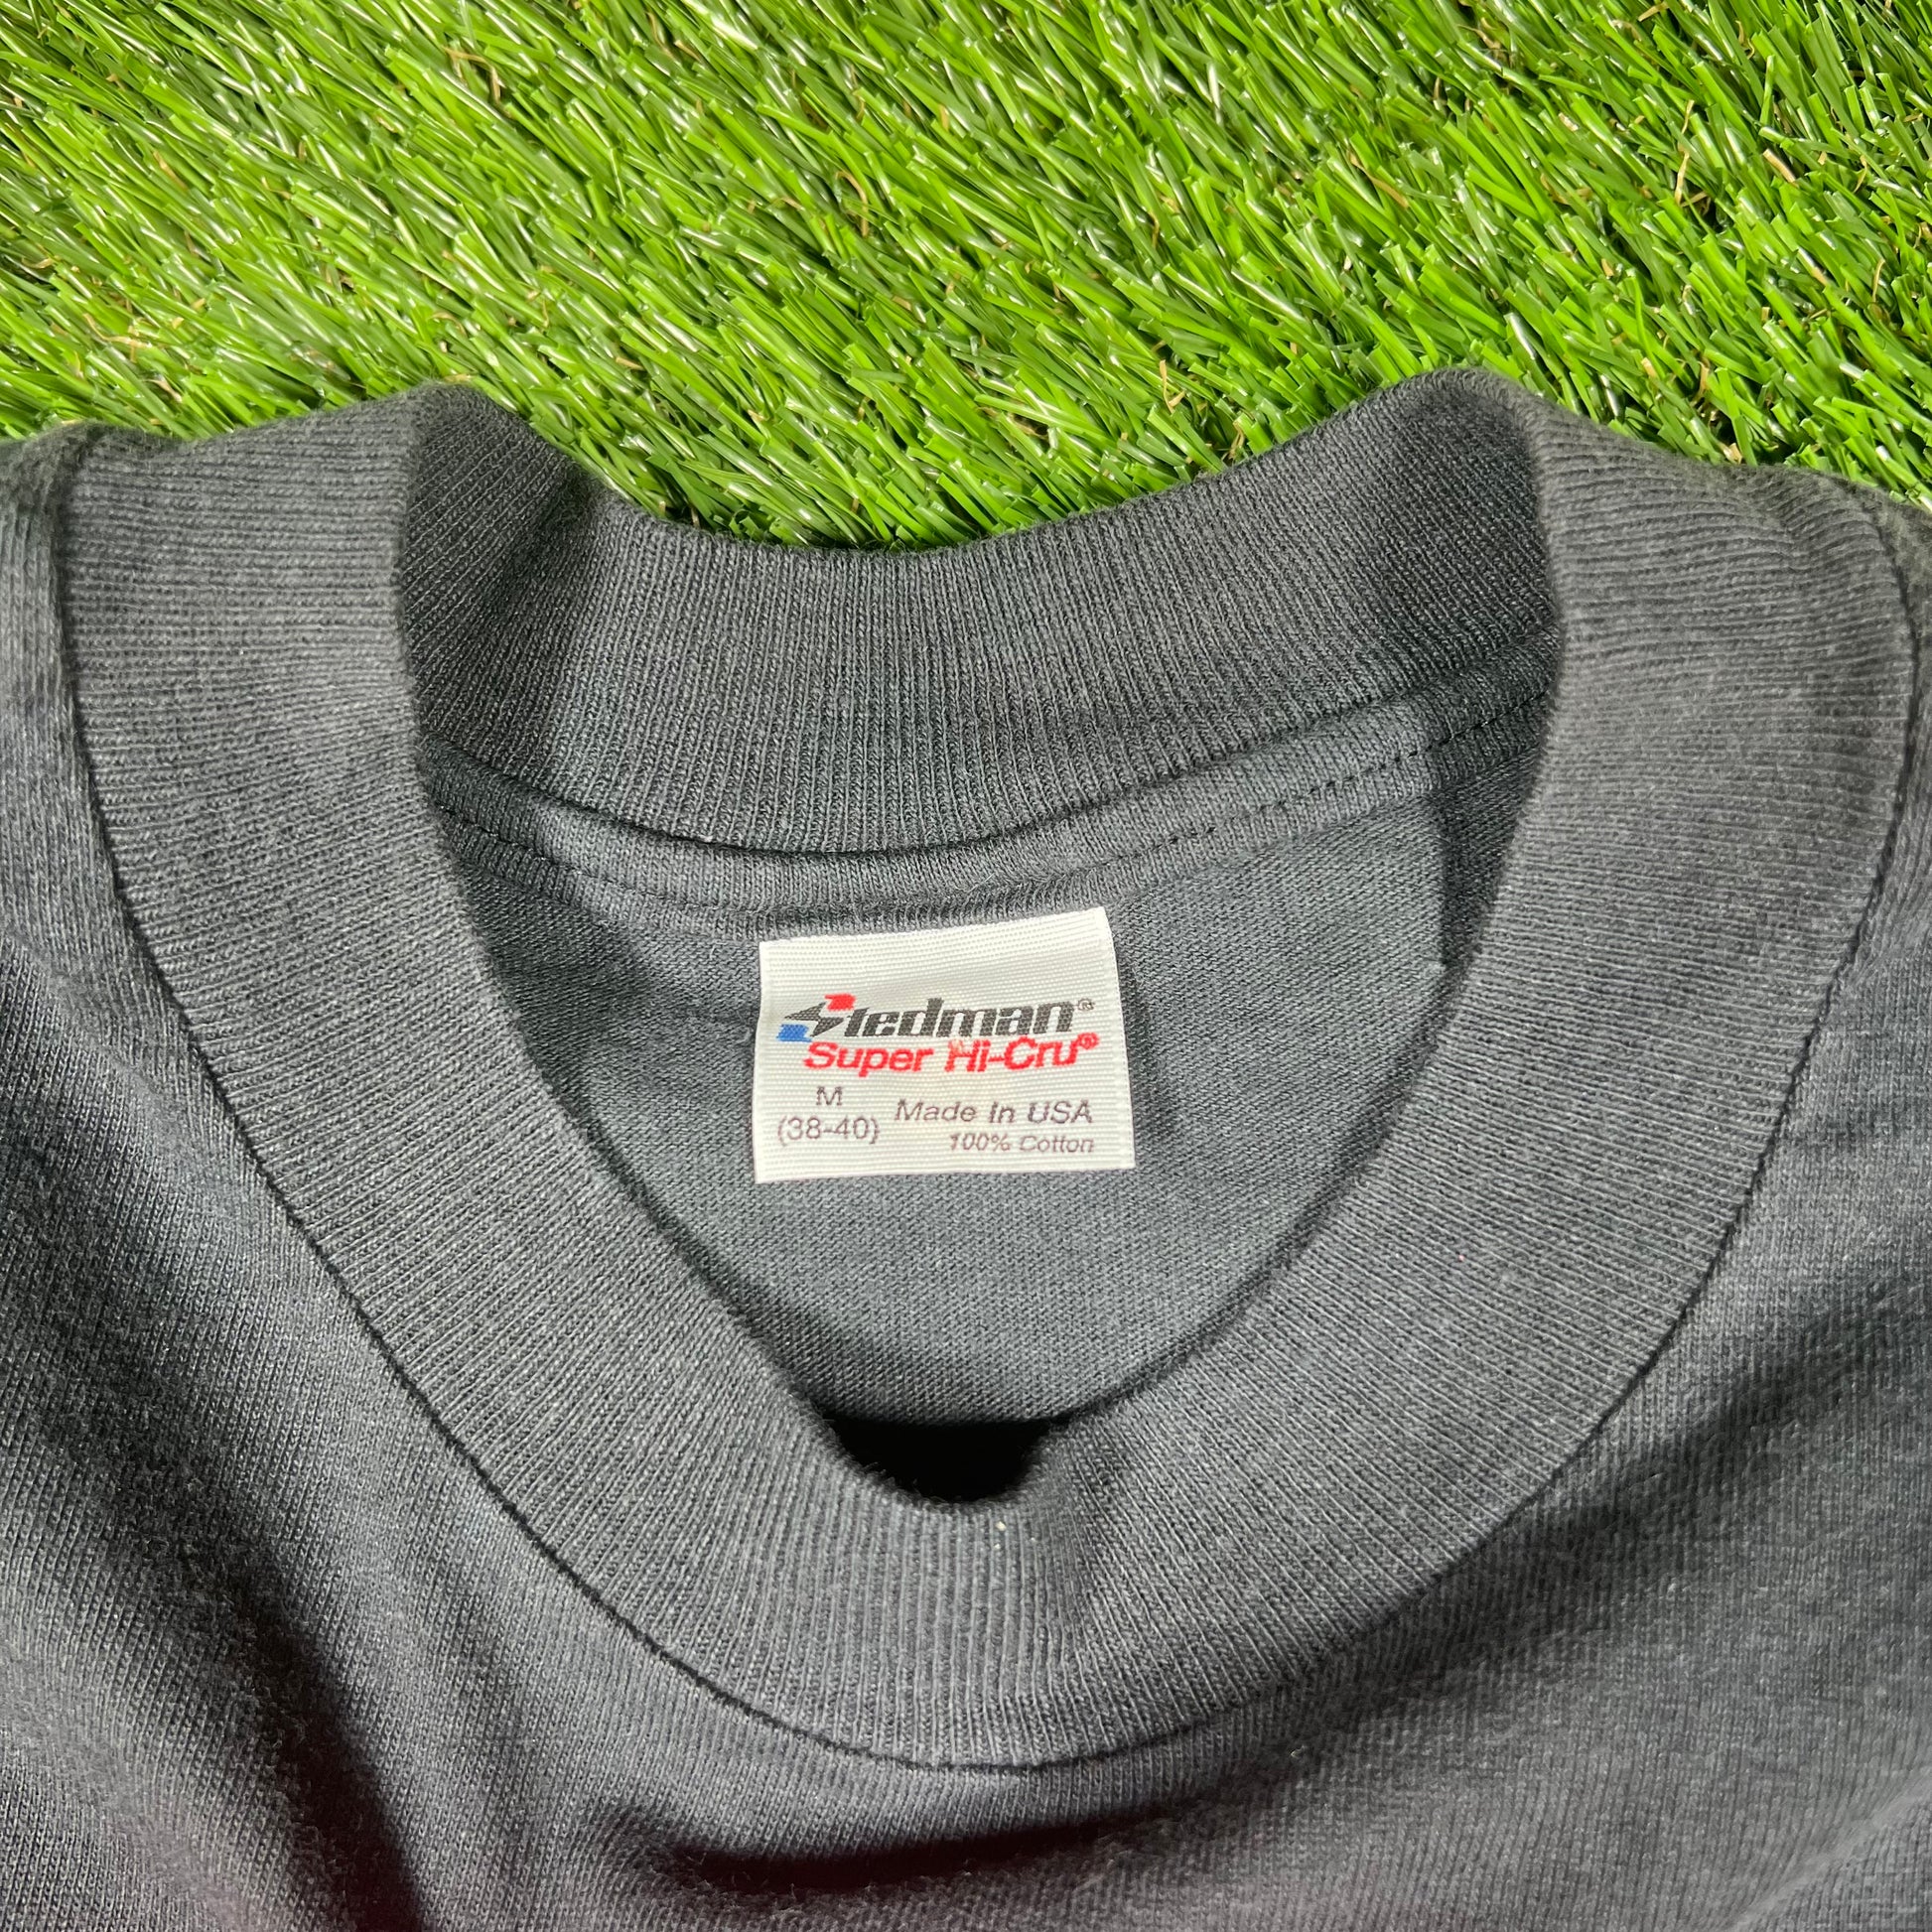 Stedman®
Super Hi-Cru®
M
(38-40)
Made In USA
100% Cotton